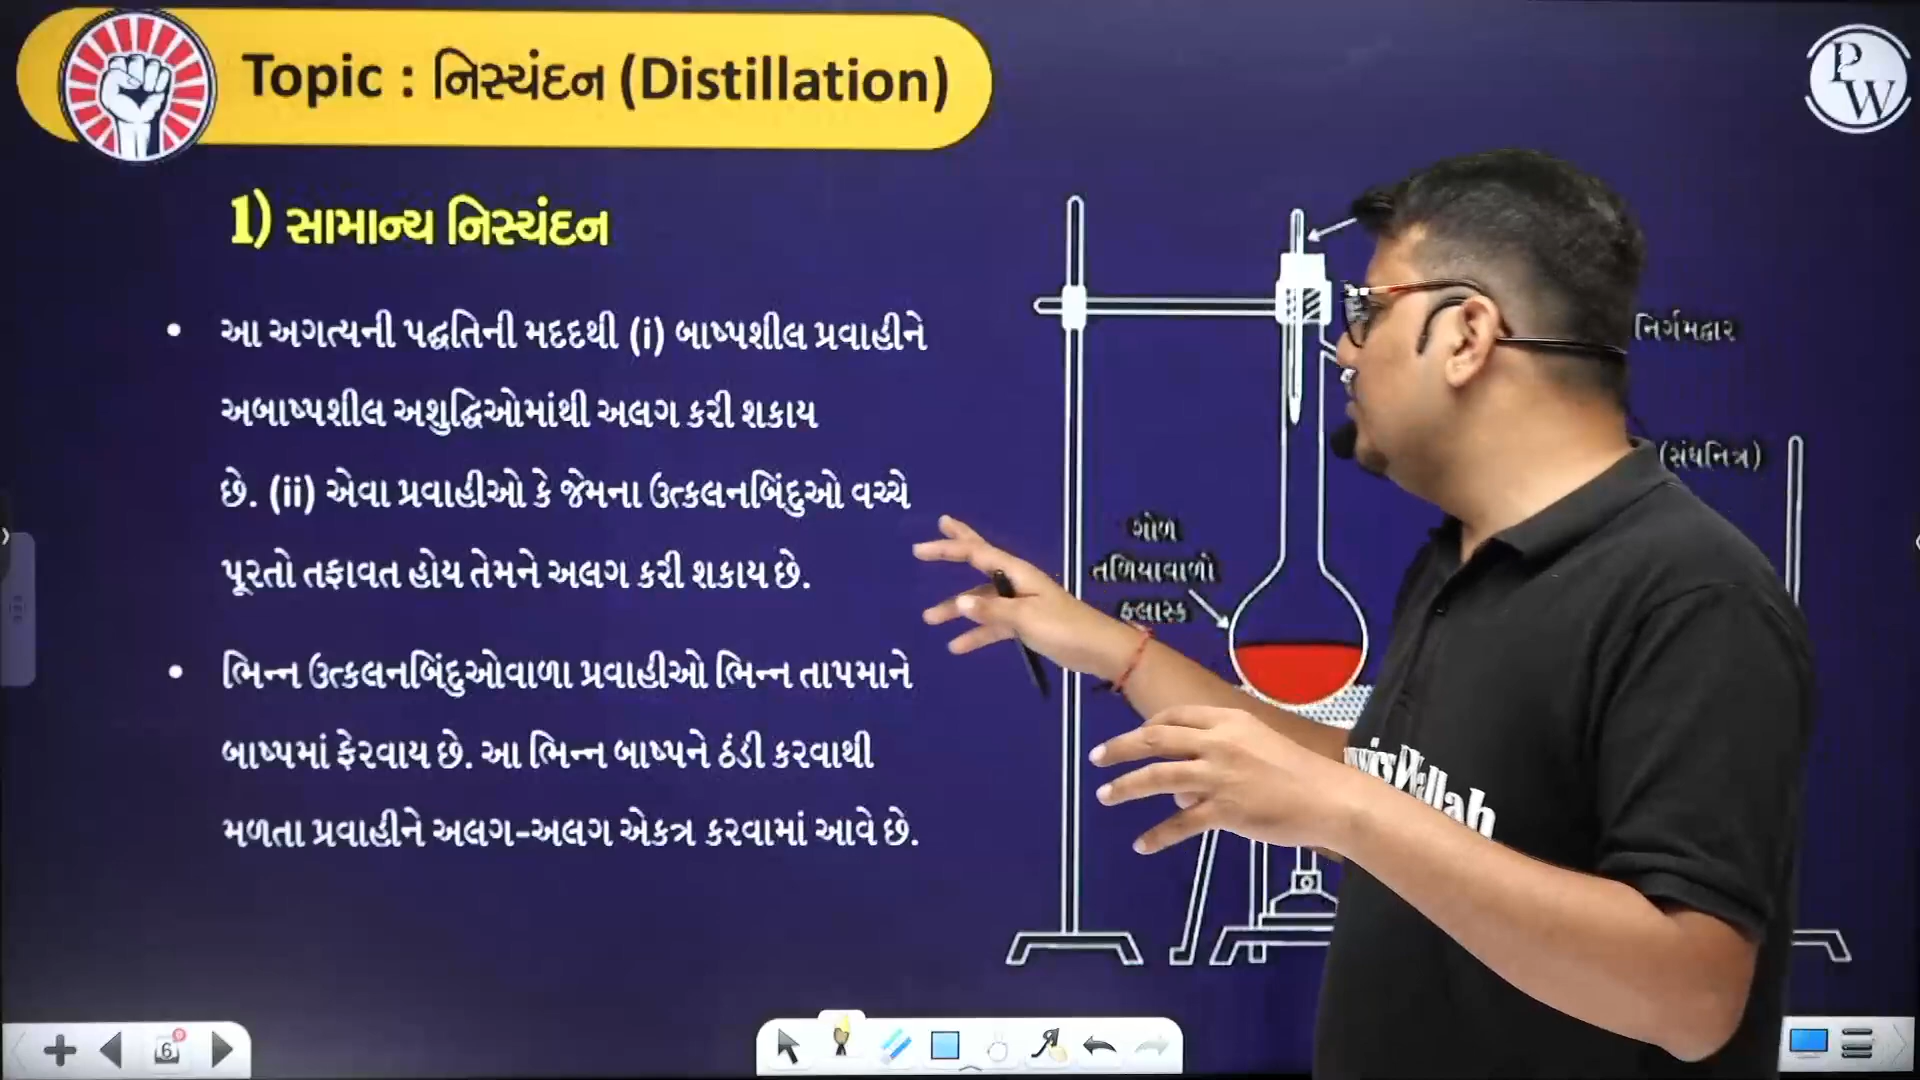 Topic : નિસ્યંદન (Distillation)
PW
1) સામાન્ય નિસ્યંદન
• આ અગત્યની પદ્ધતિની મદદથી (i) બાષ્પશીલ પ્રવાહીને
અબાષ્પશીલ અશુદ્ધિઓમાંથી અલગ કરી શકાય
છે. (ii) એવા પ્રવાહીઓ કે જેમના ઉત્કલનબિંદુઓ વચ્ચે
પૂરતો તફાવત હોય તેમને અલગ કરી શકાય છે.
• ભિન્ન ઉત્કલનબિંદુઓવાળા પ્રવાહીઓ ભિન્ન તાપમાને
બાષ્પમાં ફેરવાય છે. આ ભિન્ન બાષ્પને ઠંડી કરવાથી
મળતા પ્રવાહીને અલગ-અલગ એકત્ર કરવામાં આવે છે.
નિર્ગમદ્વાર
(સંઘનિત્ર)
ગોળ
તળિયાવાળો
ફ્લાસ્ક
Wallah
6